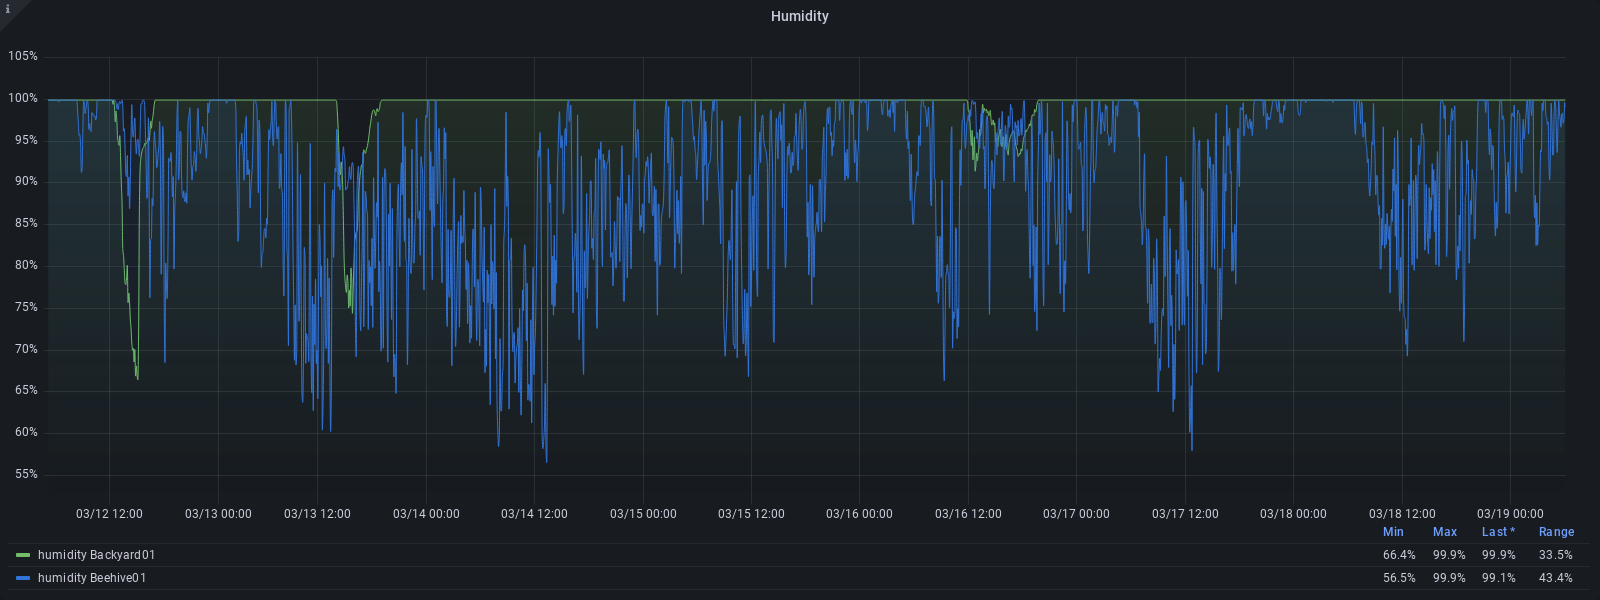 i
Humidity
105%
100%
95%
90%
85%
80%
75%
70%
65%
60%
55%
03/12 12:00 03/13 00:00 03/13 12:00 03/14 00:00 03/14 12:00 03/15 00:00 03/15 12:00 03/16 00:00 03/16 12:00 03/17 00:00 03/17 12:00 03/18 00:00 03/18 12:00 03/19 00:00
Min Max Last * Range
humidity Backyard01 66.4% 99.9% 99.9% 33.5%
humidity Beehive01 56.5% 99.9% 99.1% 43.4%